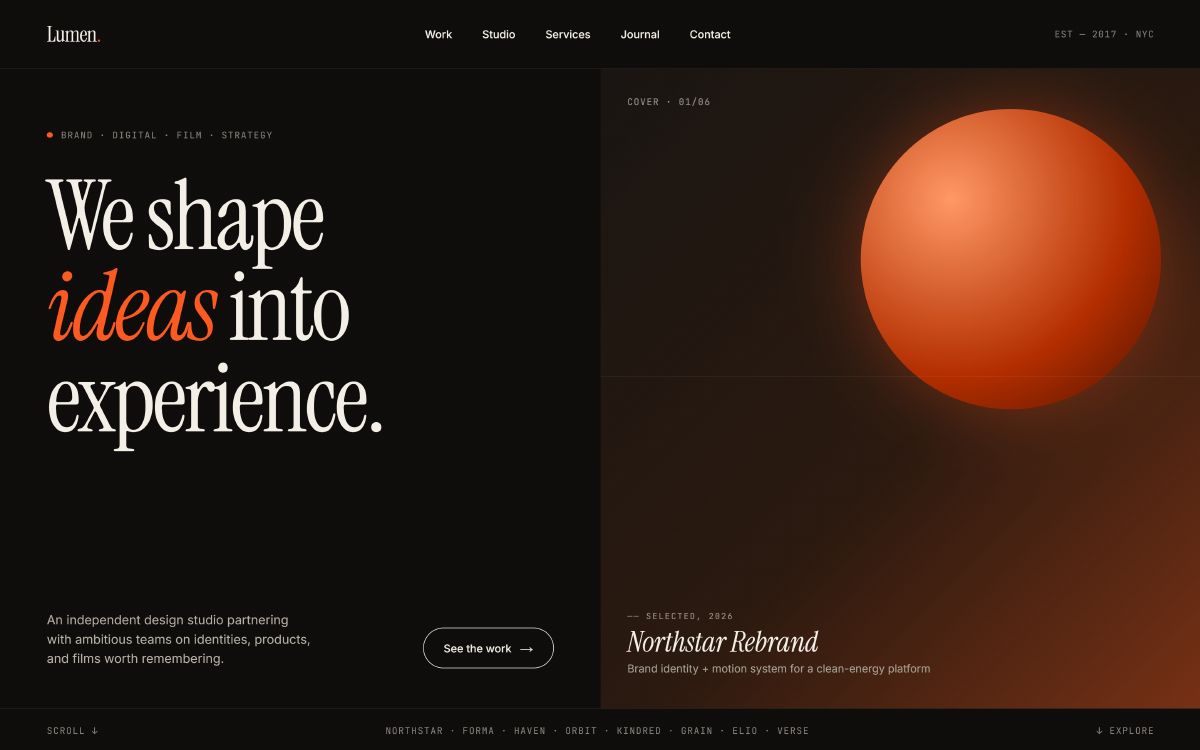 Lumen.
Work Studio Services Journal Contact
EST — 2017 · NYC
BRAND · DIGITAL · FILM · STRATEGY
We shape
ideas into
experience.
An independent design studio partnering
with ambitious teams on identities, products,
and films worth remembering.
See the work →
COVER · 01/06
—— SELECTED, 2026
Northstar Rebrand
Brand identity + motion system for a clean-energy platform
SCROLL ↓
NORTHSTAR · FORMA · HAVEN · ORBIT · KINDRED · GRAIN · ELIO · VERSE
↓ EXPLORE